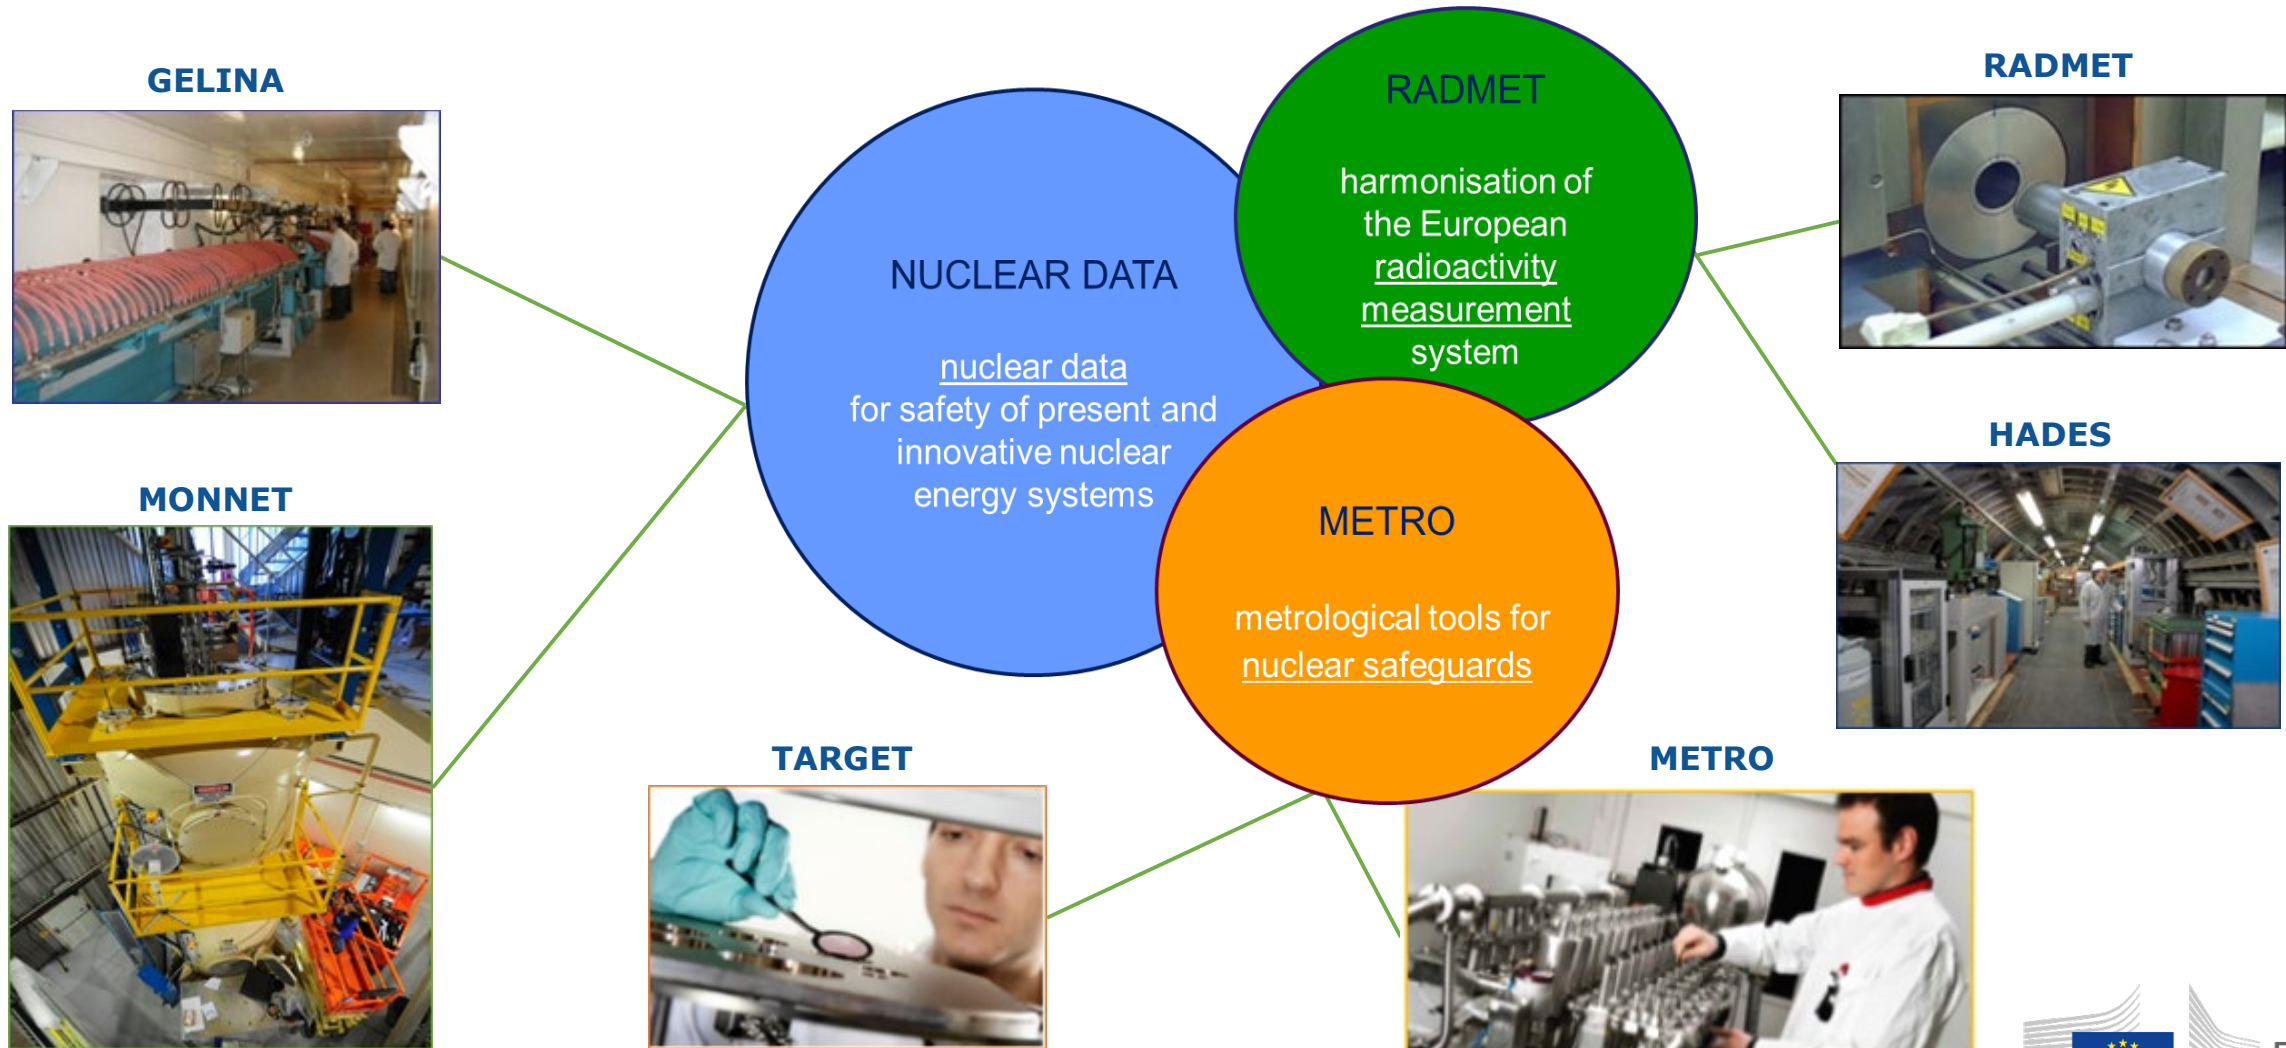 GELINA
MONNET
NUCLEAR DATA
nuclear data
for safety of present and
innovative nuclear
energy systems
RADMET
harmonisation of
the European
radioactivity
measurement
system
METRO
metrological tools for
nuclear safeguards
RADMET
HADES
TARGET
METRO